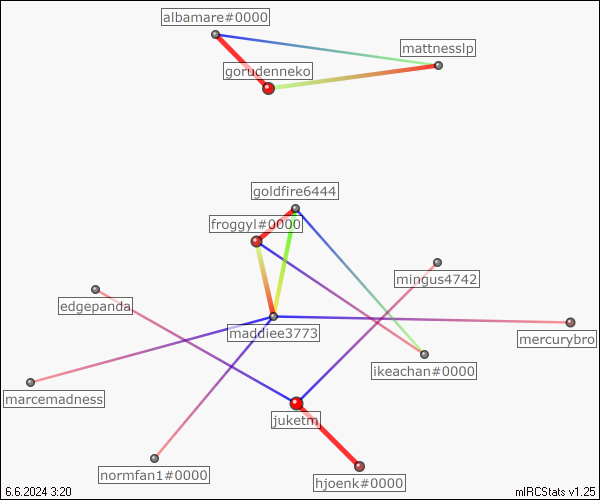 albamare#0000
mattnesslp
gorudenneko
goldfire6444
froggyl#0000
mingus4742
edgepanda
maddiee3773
mercurybro
ikeachan#0000
marcemadness
juketm
normfan1#0000
hjoenk#0000
6.6.2024 3:20
mIRCStats v1.25